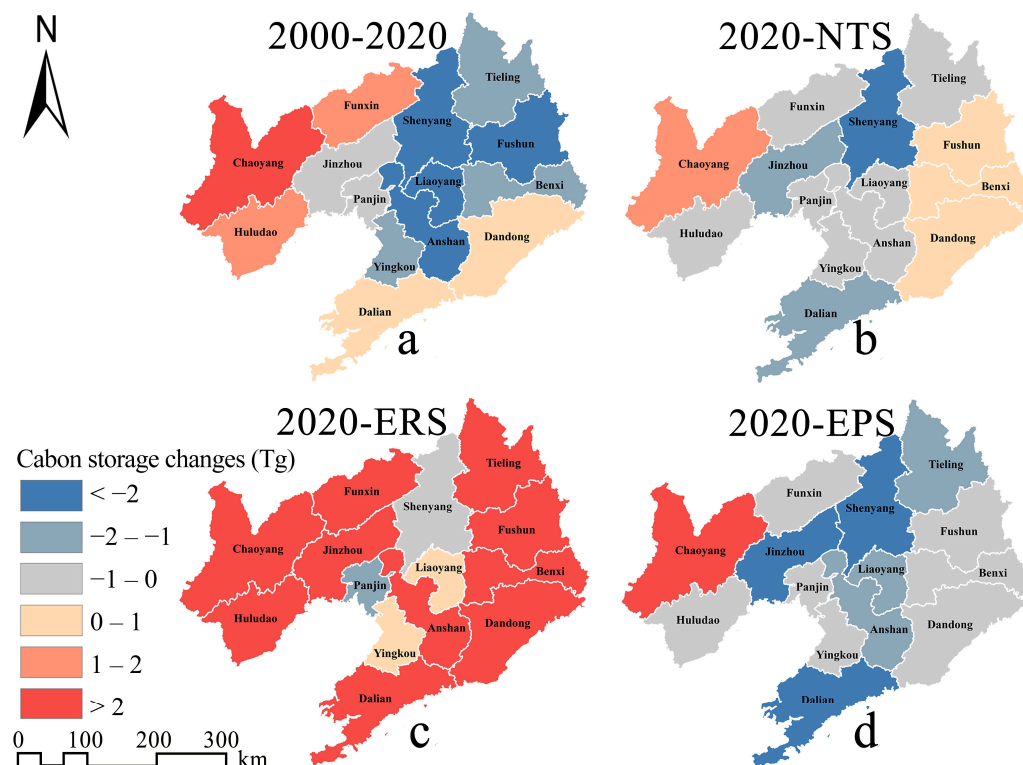 N
2000-2020
Tieling
Funxin
Shenyang
Fushun
Chaoyang
Jinzhou
Liaoyang
Benxi
Panjin
Huludao
Anshan
Dandong
Yingkou
Dalian
a
2020-NTS
Tieling
Funxin
Shenyang
Fushun
Chaoyang
Jinzhou
Liaoyang
Benxi
Panjin
Huludao
Anshan
Dandong
Yingkou
Dalian
b
2020-ERS
Tieling
Funxin
Shenyang
Fushun
Chaoyang
Jinzhou
Liaoyang
Benxi
Panjin
Huludao
Anshan
Dandong
Yingkou
Dalian
c
2020-EPS
Tieling
Funxin
Shenyang
Fushun
Chaoyang
Jinzhou
Liaoyang
Benxi
Panjin
Huludao
Anshan
Dandong
Yingkou
Dalian
d
Cabon storage changes (Tg)
< −2
−2 – −1
−1 – 0
0 – 1
1 – 2
> 2
0 100 200 300
km